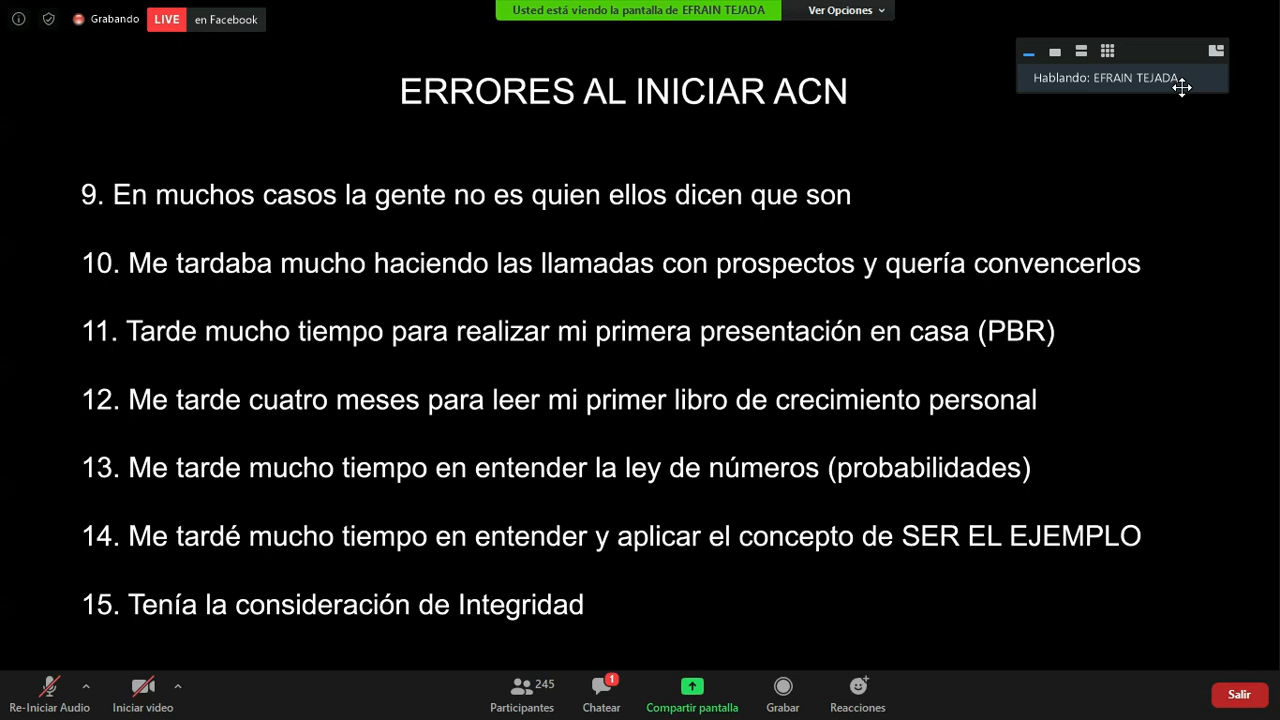 Grabando
LIVE en Facebook
Usted está viendo la pantalla de EFRAIN TEJADA
Ver Opciones
Hablando: EFRAIN TEJADA
ERRORES AL INICIAR ACN
9. En muchos casos la gente no es quien ellos dicen que son
10. Me tardaba mucho haciendo las llamadas con prospectos y quería convencerlos
11. Tarde mucho tiempo para realizar mi primera presentación en casa (PBR)
12. Me tarde cuatro meses para leer mi primer libro de crecimiento personal
13. Me tarde mucho tiempo en entender la ley de números (probabilidades)
14. Me tardé mucho tiempo en entender y aplicar el concepto de SER EL EJEMPLO
15. Tenía la consideración de Integridad
Re-Iniciar Audio
Iniciar video
245
Participantes
1
Chatear
Compartir pantalla
Grabar
Reacciones
Salir